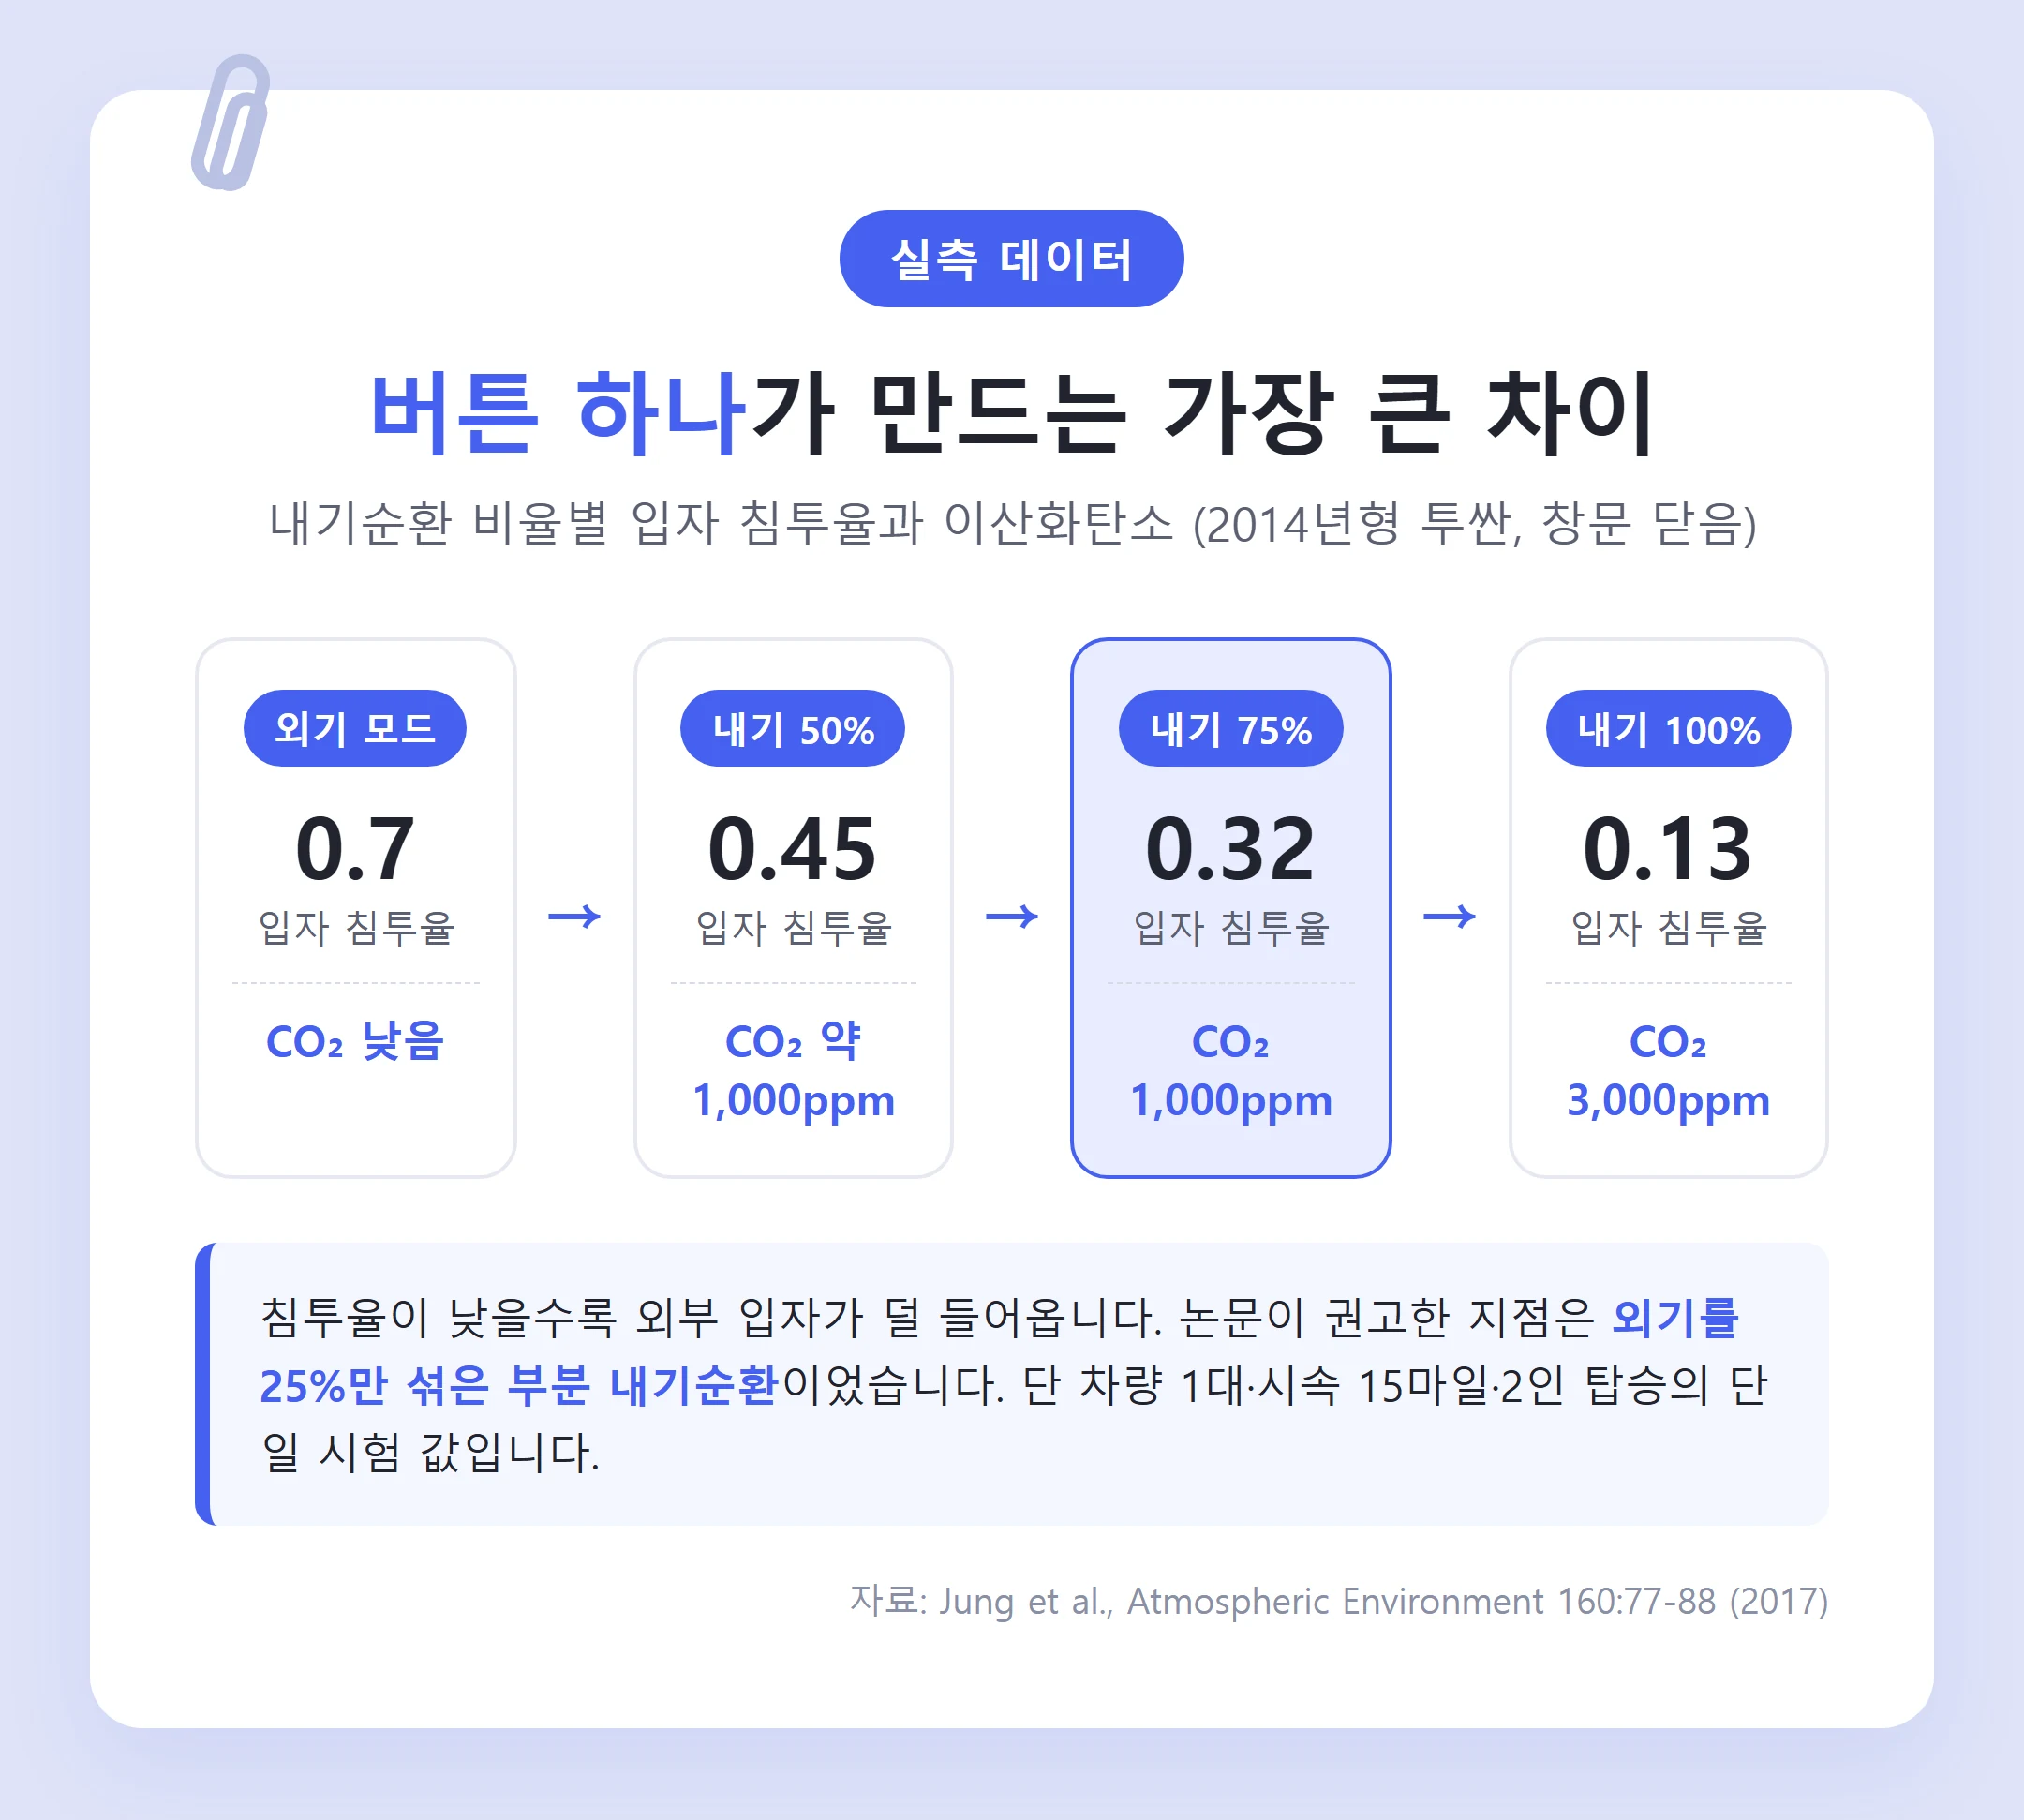 실측 데이터
버튼 하나가 만드는 가장 큰 차이
내기순환 비율별 입자 침투율과 이산화탄소 (2014년형 투싼, 창문 닫음)
외기 모드
0.7
입자 침투율
CO₂ 낮음
→
내기 50%
0.45
입자 침투율
CO₂ 약
1,000ppm
→
내기 75%
0.32
입자 침투율
CO₂
1,000ppm
→
내기 100%
0.13
입자 침투율
CO₂
3,000ppm
침투율이 낮을수록 외부 입자가 덜 들어옵니다. 논문이 권고한 지점은 외기를
25%만 섞은 부분 내기순환이었습니다. 단 차량 1대·시속 15마일·2인 탑승의 단
일 시험 값입니다.
자료: Jung et al., Atmospheric Environment 160:77-88 (2017)